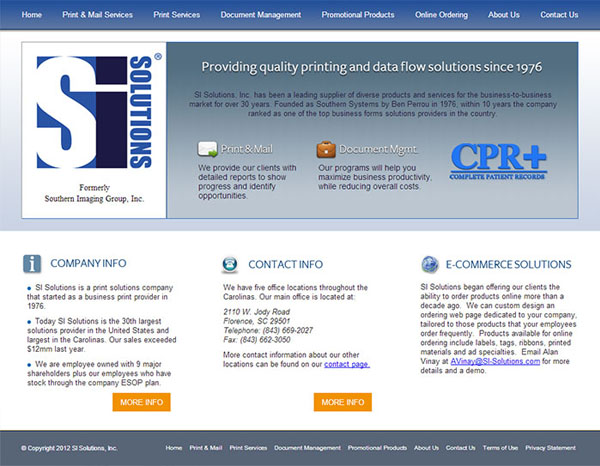 Home Print & Mail Services Print Services Document Management Promotional Products Online Ordering About Us Contact Us
Si SOLUTIONS ®
Formerly
Southern Imaging Group, Inc.
Providing quality printing and data flow solutions since 1976
SI Solutions, Inc. has been a leading supplier of diverse products and services for the business-to-business
market for over 30 years. Founded as Southern Systems by Ben Perrou in 1976, within 10 years the company
ranked as one of the top business forms solutions providers in the country.
Print & Mail
We provide our clients with
detailed reports to show
progress and identify
opportunities.
Document Mgmt.
Our programs will help you
maximize business productivity,
while reducing overall costs.
CPR+
COMPLETE PATIENT RECORDS
COMPANY INFO
SI Solutions is a print solutions company
that started as a business print provider in
1976.
Today SI Solutions is the 30th largest
solutions provider in the United States and
largest in the Carolinas. Our sales exceeded
$12mm last year.
We are employee owned with 9 major
shareholders plus our employees who have
stock through the company ESOP plan.
MORE INFO
CONTACT INFO
We have five office locations throughout the
Carolinas. Our main office is located at:
2110 W. Jody Road
Florence, SC 29501
Telephone: (843) 669-2027
Fax: (843) 662-3050
More contact information about our other
locations can be found on our contact page.
MORE INFO
E-COMMERCE SOLUTIONS
SI Solutions began offering our clients the
ability to order products online more than a
decade ago. We can custom design an
ordering web page dedicated to your company,
tailored to those products that your employees
order frequently. Products available for online
ordering include labels, tags, ribbons, printed
materials and ad specialties. Email Alan
Vinay at AVinay@SI-Solutions.com for more
details and a demo.
© Copyright 2012 SI Solutions, Inc.
Home Print & Mail Print Services Document Management Promotional Products About Us Contact Us Terms of Use Privacy Statement